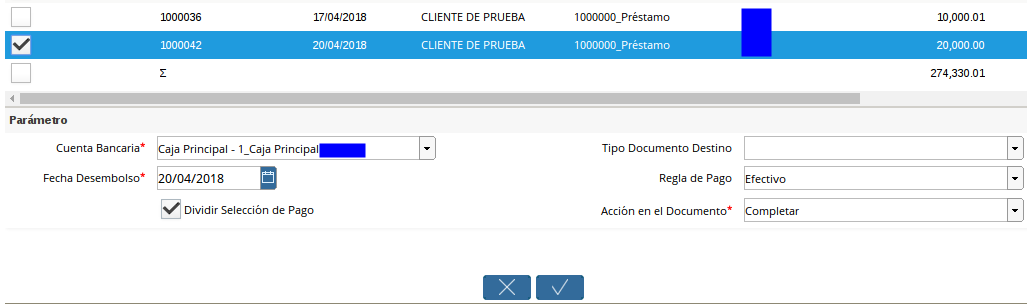 1000036 17/04/2018 CLIENTE DE PRUEBA 1000000_Préstamo 10,000.01
1000042 20/04/2018 CLIENTE DE PRUEBA 1000000_Préstamo 20,000.00
Σ 274,330.01
Parámetro
Cuenta Bancaria* Caja Principal - 1_Caja Principal Tipo Documento Destino
Fecha Desembolso* 20/04/2018 Regla de Pago Efectivo
Dividir Selección de Pago Acción en el Documento* Completar